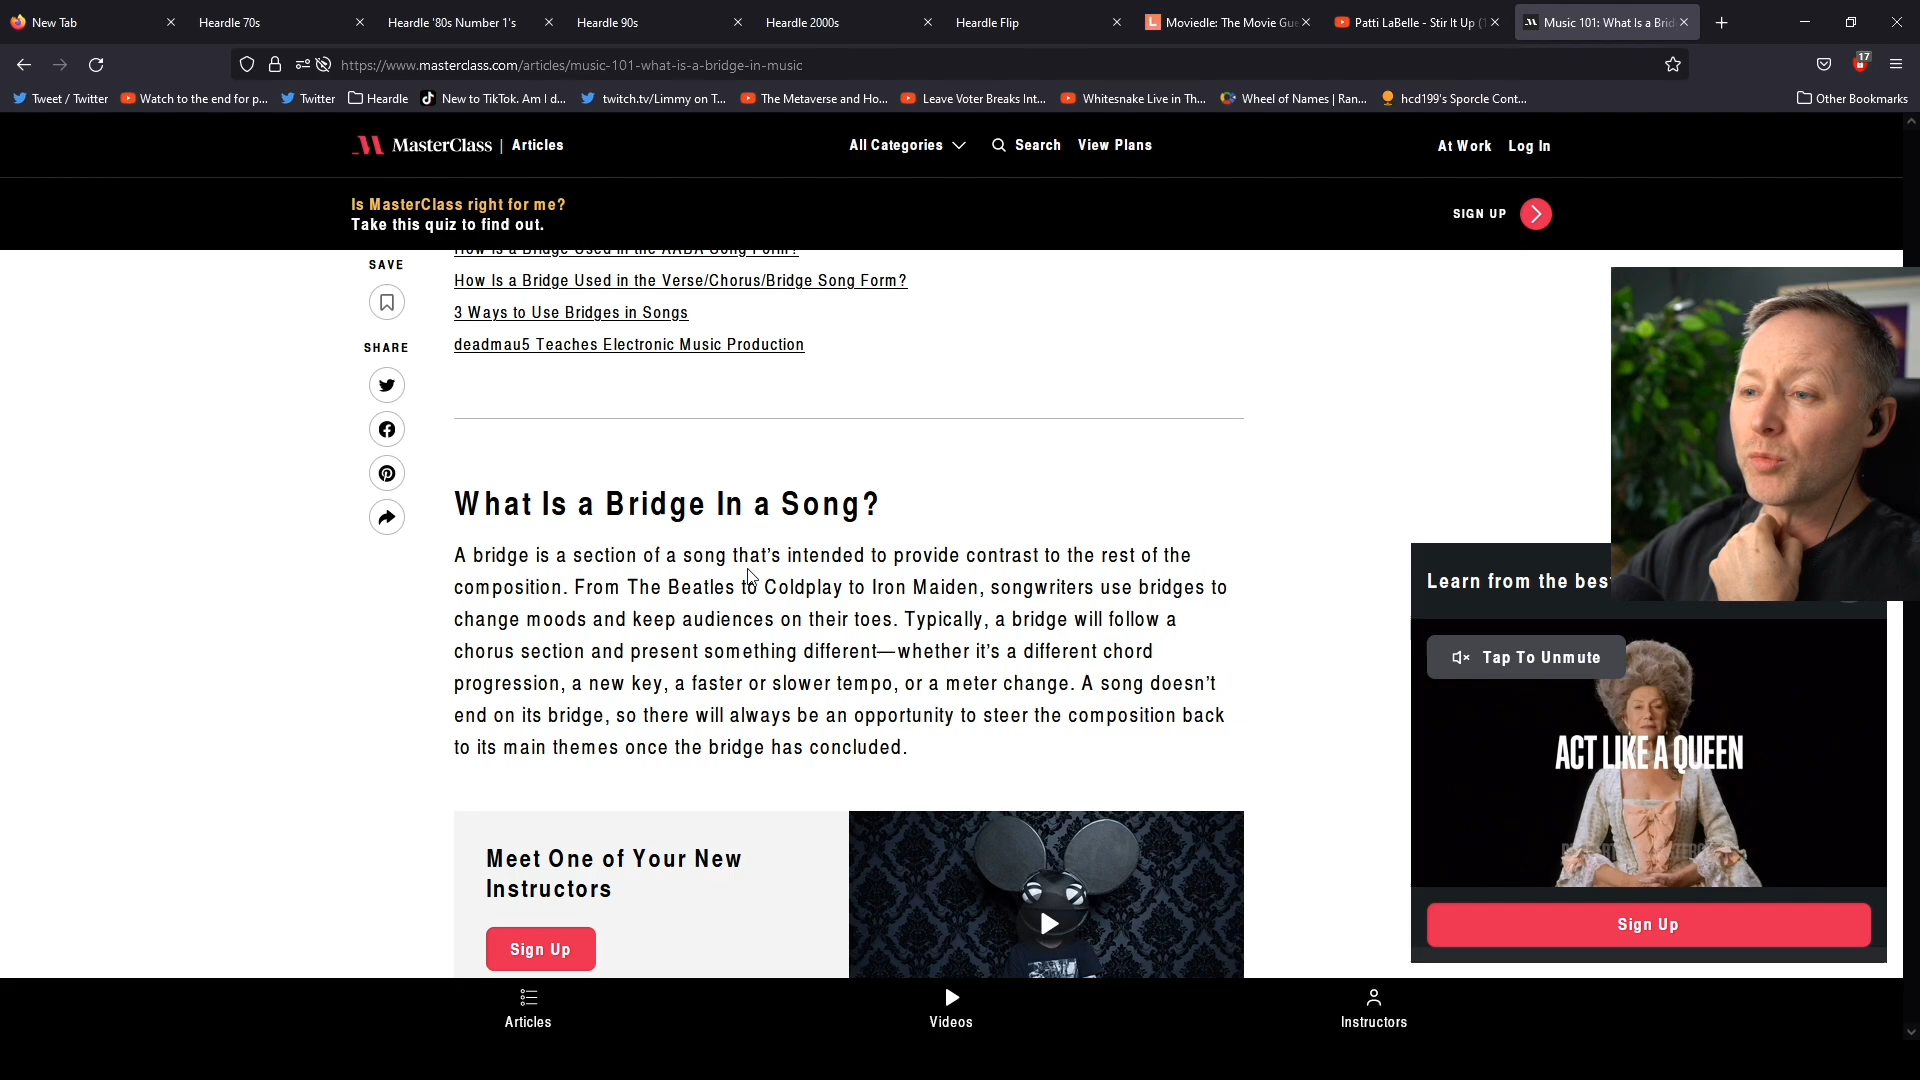 New Tab
Heardle 70s
Heardle '80s Number 1's
Heardle 90s
Heardle 2000s
Heardle Flip
Moviedle: The Movie Gue
Patti LaBelle - Stir It Up (
Music 101: What Is a Brid
https://www.masterclass.com/articles/music-101-what-is-a-bridge-in-music
17
Tweet / Twitter
Watch to the end for p...
Twitter
Heardle
New to TikTok. Am I d...
twitch.tv/Limmy on T...
The Metaverse and Ho...
Leave Voter Breaks Int...
Whitesnake Live in Th...
Wheel of Names | Ran...
hcd199's Sporcle Cont...
Other Bookmarks
MasterClass | Articles
All Categories
Search
View Plans
At Work
Log In
Is MasterClass right for me?
Take this quiz to find out.
SIGN UP
SAVE
SHARE
How Is a Bridge Used in the AABA Song Form?
How Is a Bridge Used in the Verse/Chorus/Bridge Song Form?
3 Ways to Use Bridges in Songs
deadmau5 Teaches Electronic Music Production
What Is a Bridge In a Song?
A bridge is a section of a song that's intended to provide contrast to the rest of the
composition. From The Beatles to Coldplay to Iron Maiden, songwriters use bridges to
change moods and keep audiences on their toes. Typically, a bridge will follow a
chorus section and present something different—whether it's a different chord
progression, a new key, a faster or slower tempo, or a meter change. A song doesn't
end on its bridge, so there will always be an opportunity to steer the composition back
to its main themes once the bridge has concluded.
Meet One of Your New
Instructors
Sign Up
Learn from the bes
Tap To Unmute
ACT LIKE A QUEEN
Sign Up
Articles
Videos
Instructors